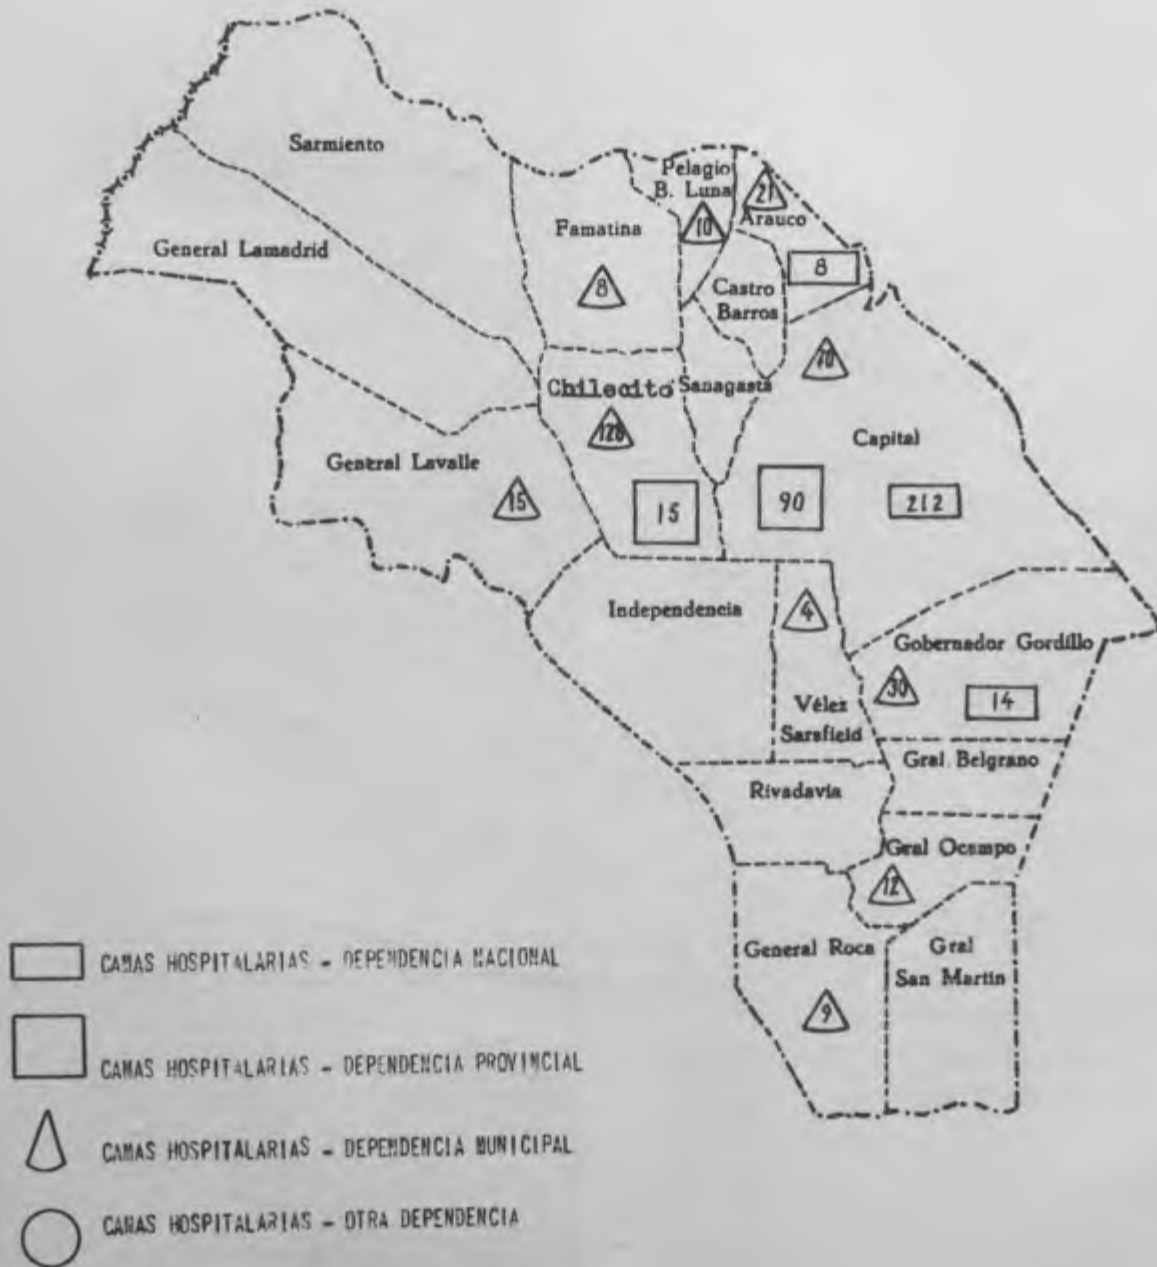 Sarmiento
Pelagio
B. Luna
21
Arauco
10
Famatina
General Lamadrid
8
8
Castro
Barros
Chilecito
Sanagasta
128
Capital
General Lavalle
15
15
90
212
Independencia
4
Gobernador Gordillo
30
14
Vélez
Sarsfield
Gral. Belgrano
Rivadavia
Gral Ocampo
12
General Roca
Gral
San Martin
9
CAMAS HOSPITALARIAS - DEPENDENCIA NACIONAL
CAMAS HOSPITALARIAS - DEPENDENCIA PROVINCIAL
CAMAS HOSPITALARIAS - DEPENDENCIA MUNICIPAL
CAMAS HOSPITALARIAS - OTRA DEPENDENCIA